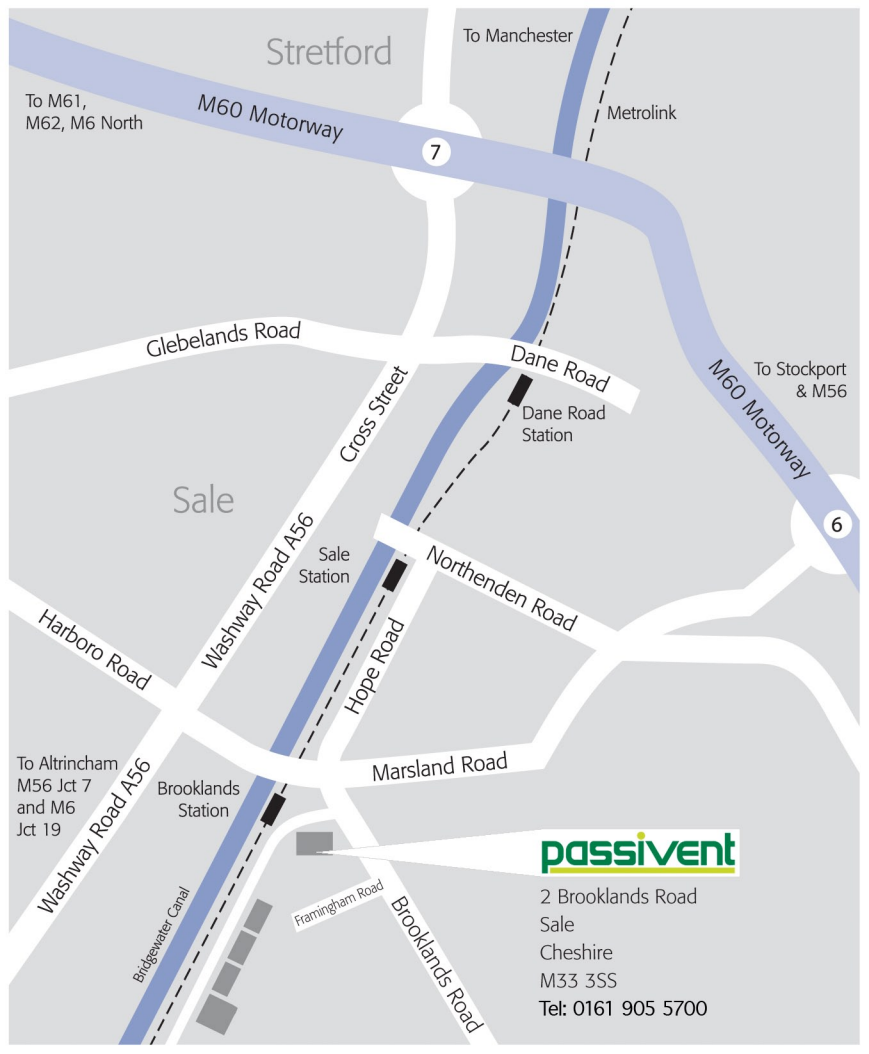 To Manchester
Stretford
To M61,
M62, M6 North
M60 Motorway
Metrolink
7
Glebelands Road
Dane Road
To Stockport
& M56
M60 Motorway
Cross Street
Dane Road
Station
Sale
6
Sale
Station
Northenden Road
Washway Road A56
Harboro Road
Hope Road
To Altrincham
M56 Jct 7
and M6
Jct 19
Marsland Road
Brooklands
Station
Washway Road A56
passivent
Framingham Road
Bridgewater Canal
Brooklands Road
2 Brooklands Road
Sale
Cheshire
M33 3SS
Tel: 0161 905 5700